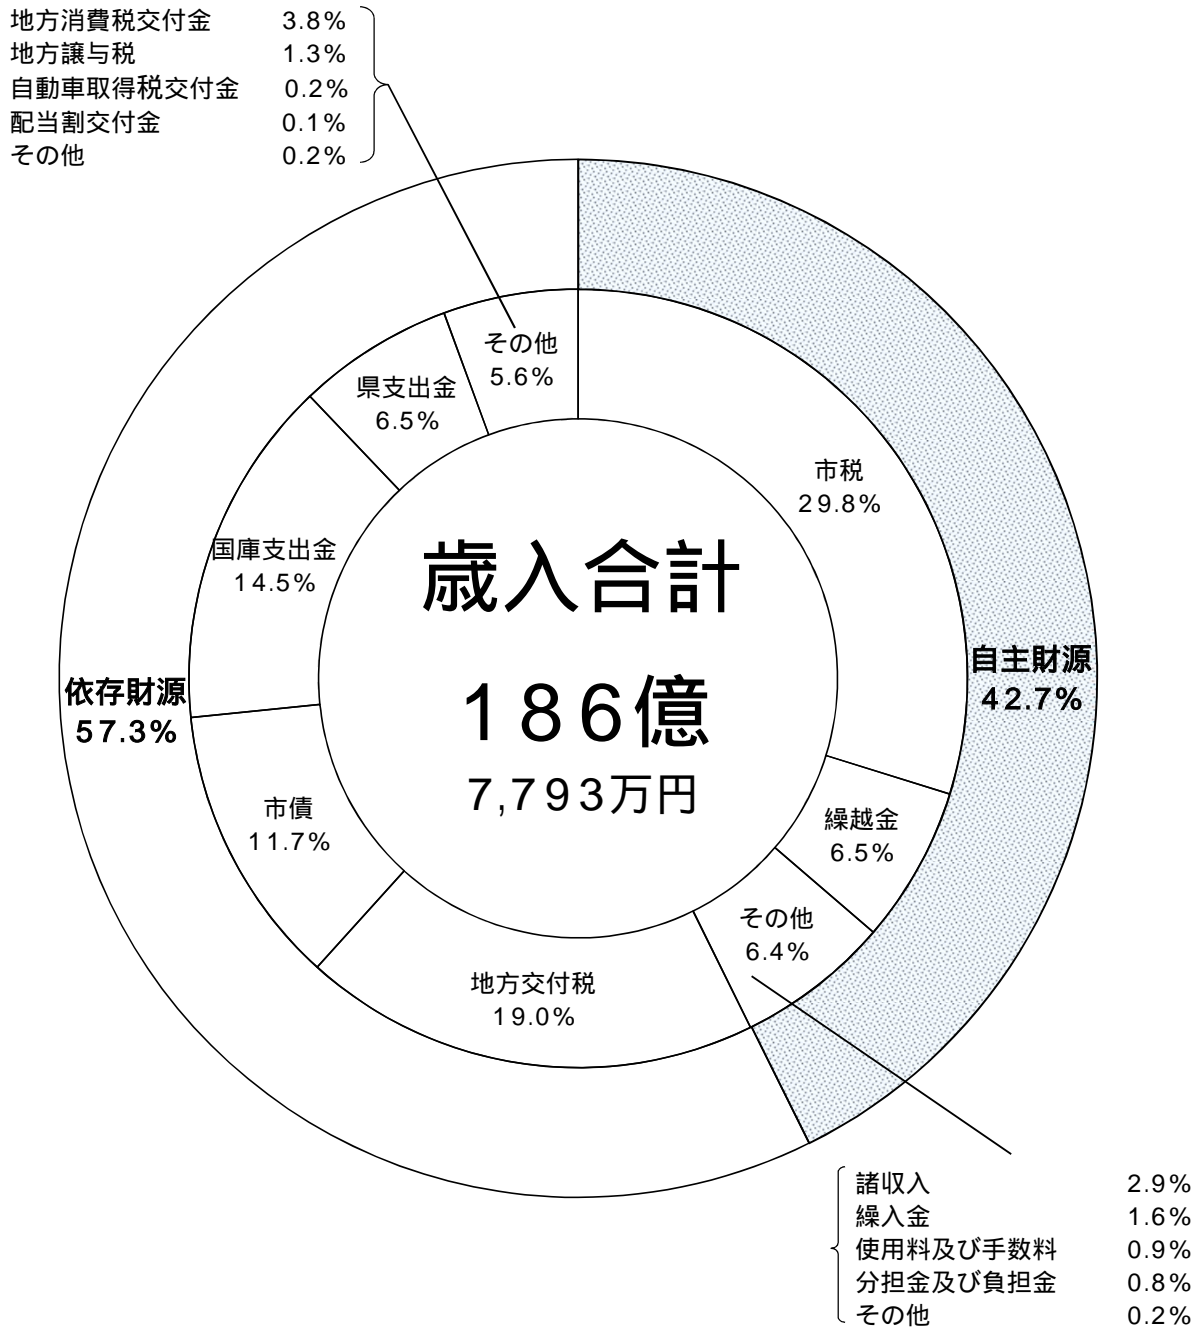 地方消費税交付金 3.8%
地方譲与税 1.3%
自動車取得税交付金 0.2%
配当割交付金 0.1%
その他 0.2%
その他
5.6%
県支出金
6.5%
市税
29.8%
国庫支出金
14.5%
歳入合計
186億
7,793万円
自主財源
42.7%
依存財源
57.3%
市債
11.7%
繰越金
6.5%
その他
6.4%
地方交付税
19.0%
諸収入 2.9%
繰入金 1.6%
使用料及び手数料 0.9%
分担金及び負担金 0.8%
その他 0.2%